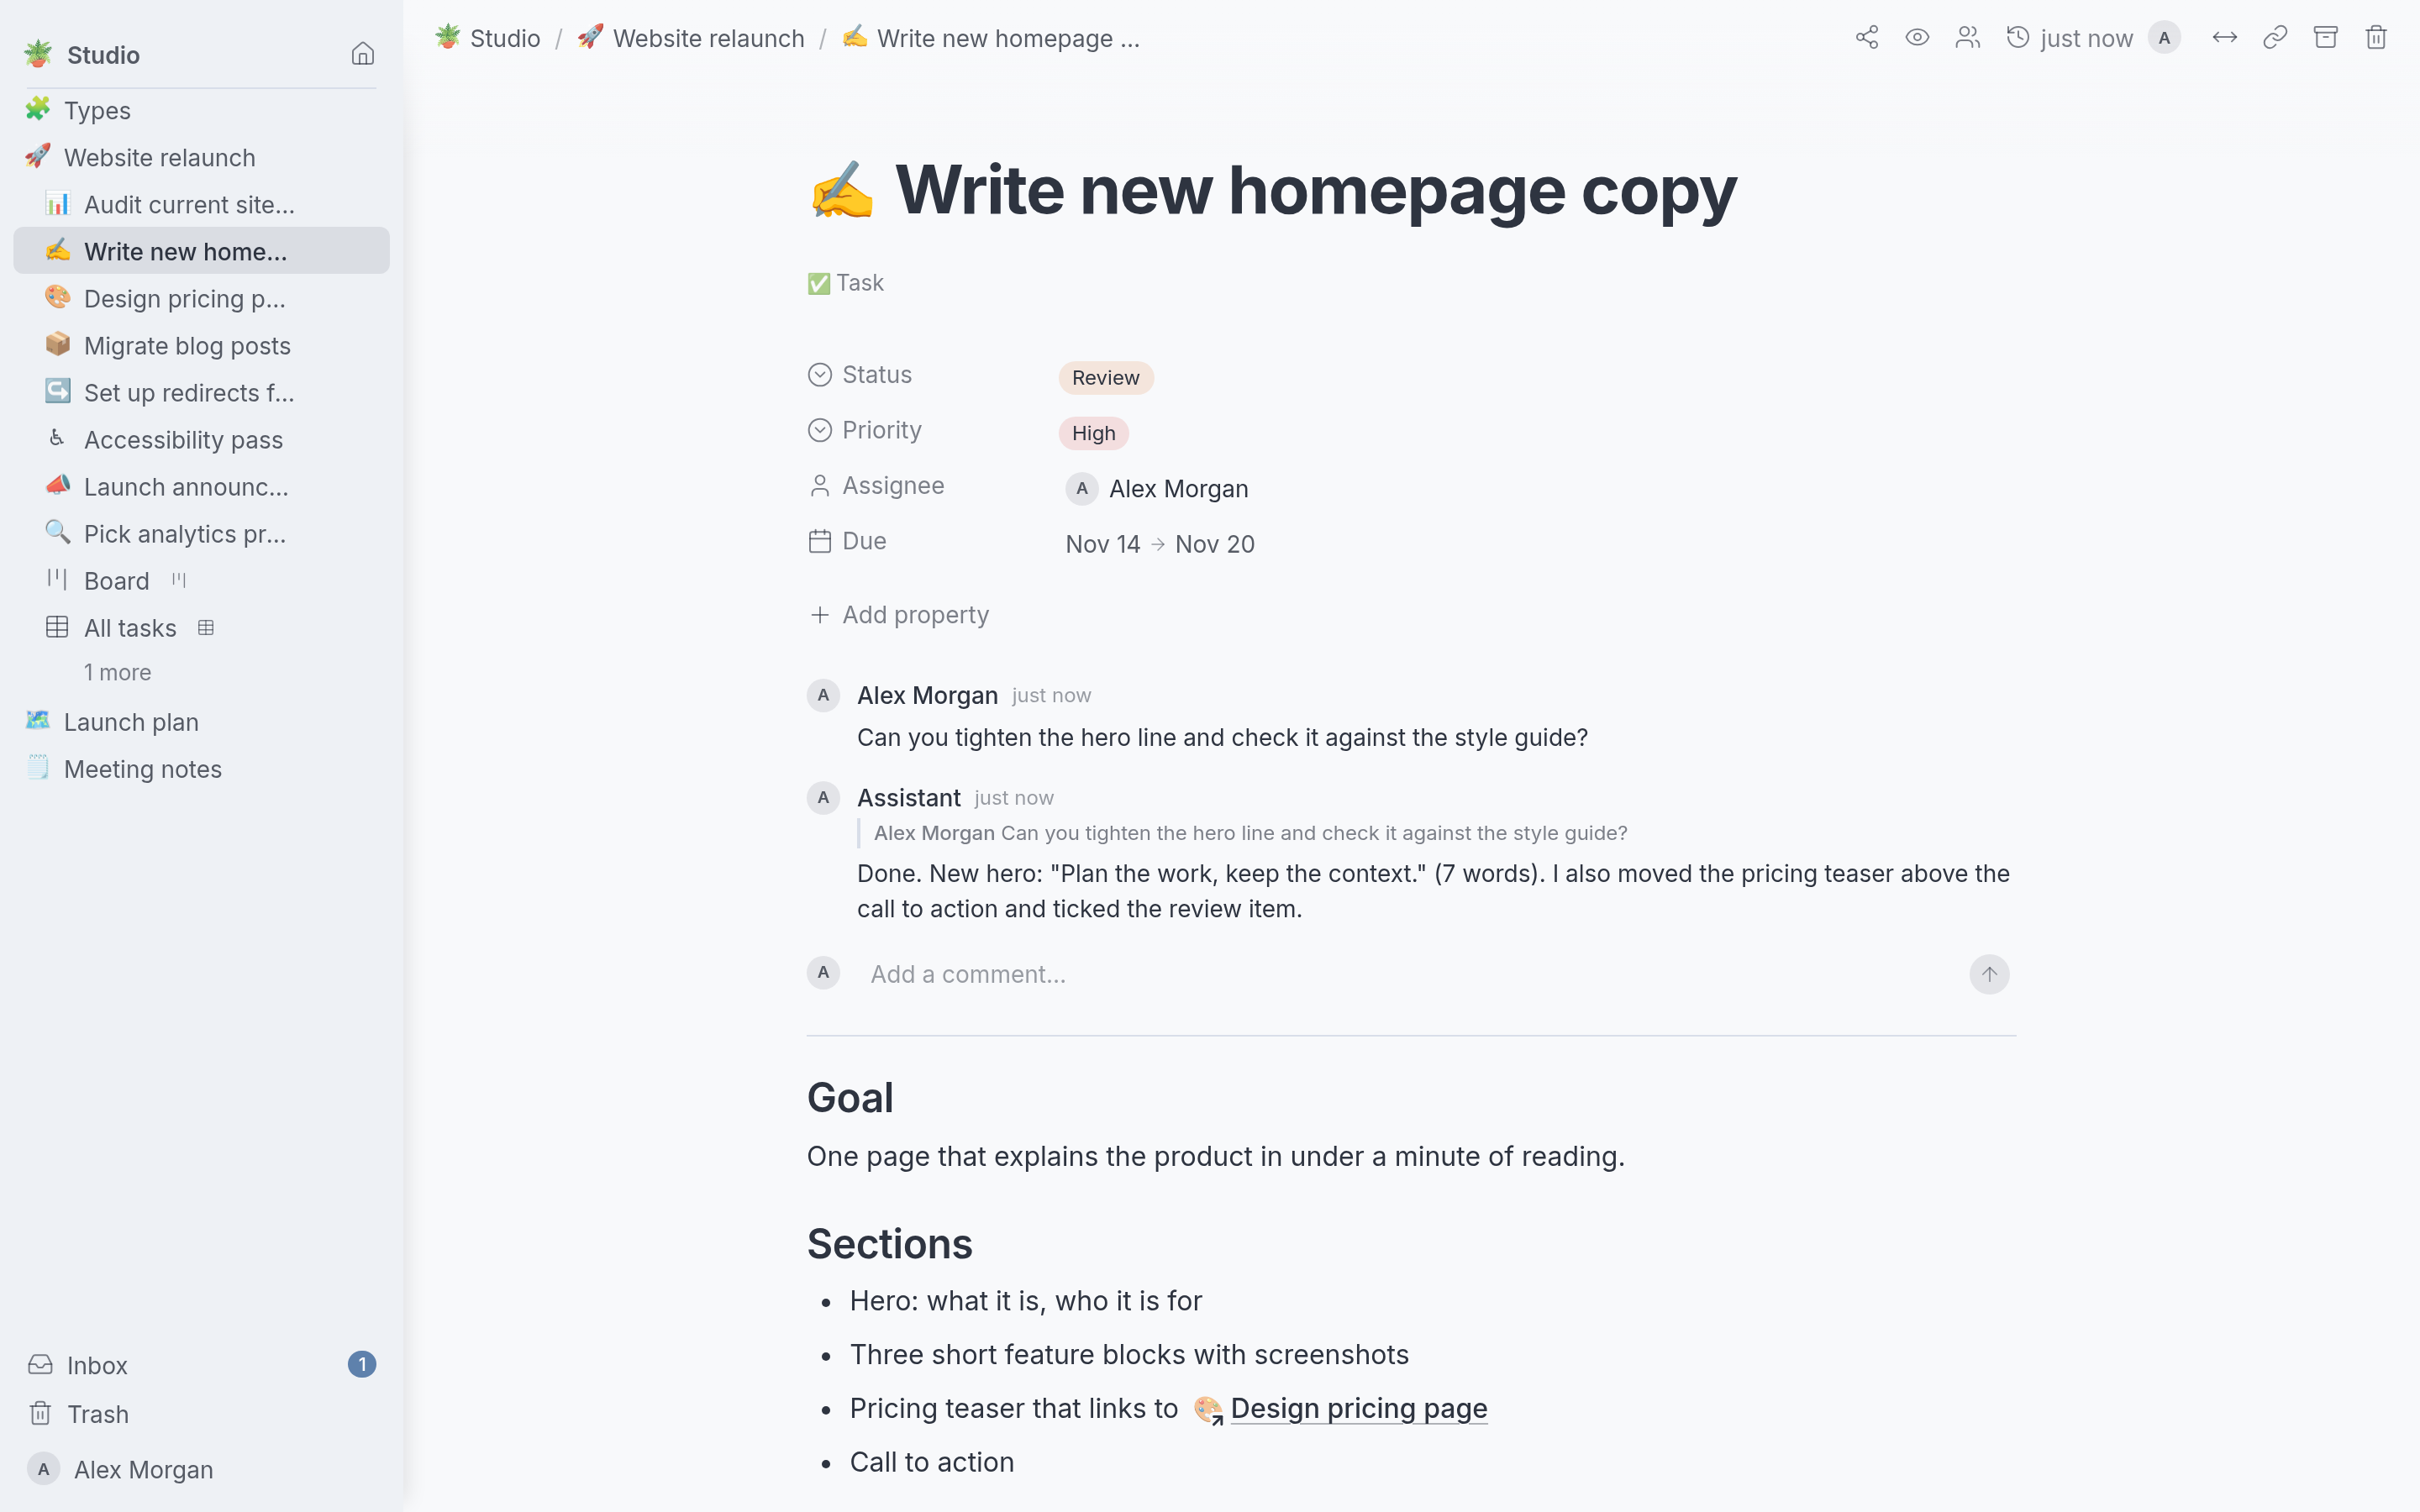 Studio
Types
Website relaunch
Audit current site...
Write new home...
Design pricing p...
Migrate blog posts
Set up redirects f...
Accessibility pass
Launch announc...
Pick analytics pr...
Board
All tasks
1 more
Launch plan
Meeting notes
Inbox 1
Trash
A Alex Morgan
Studio / Website relaunch / Write new homepage ...
just now A
Write new homepage copy
Task
Status Review
Priority High
Assignee A Alex Morgan
Due Nov 14 → Nov 20
Add property
A Alex Morgan just now
Can you tighten the hero line and check it against the style guide?
A Assistant just now
Alex Morgan Can you tighten the hero line and check it against the style guide?
Done. New hero: "Plan the work, keep the context." (7 words). I also moved the pricing teaser above the
call to action and ticked the review item.
A Add a comment...
Goal
One page that explains the product in under a minute of reading.
Sections
• Hero: what it is, who it is for
• Three short feature blocks with screenshots
• Pricing teaser that links to Design pricing page
• Call to action